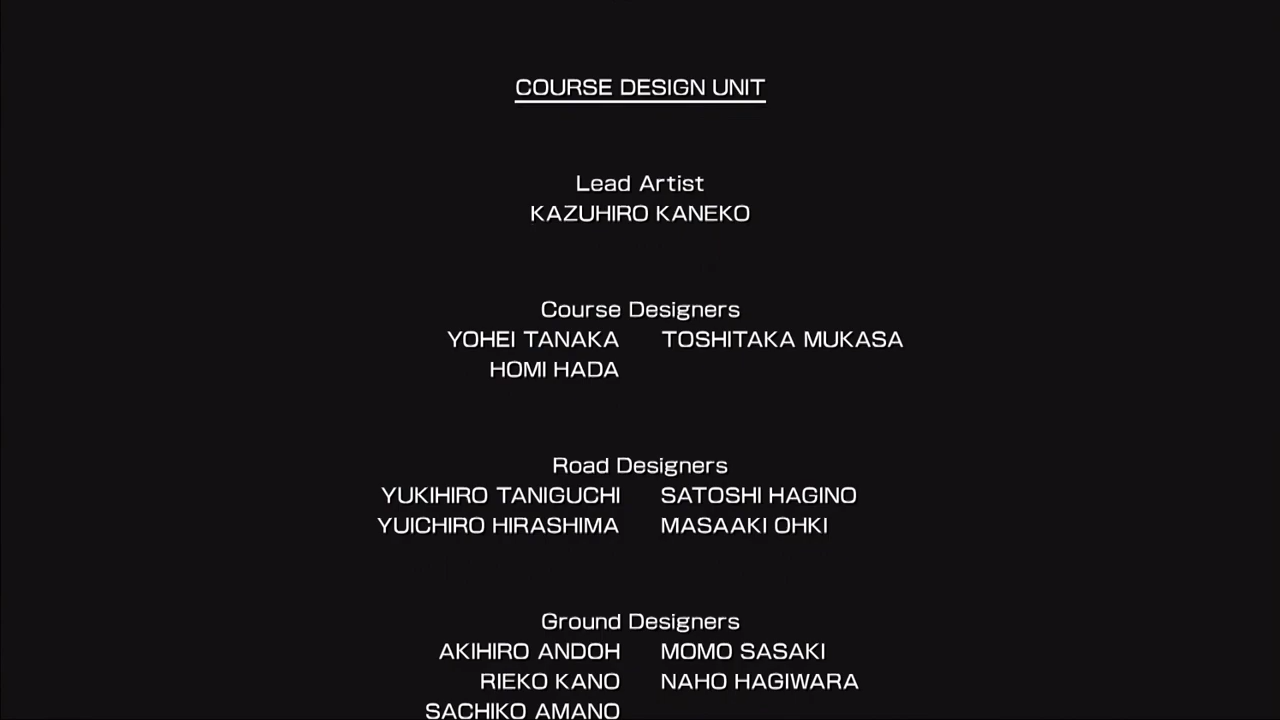 COURSE DESIGN UNIT
Lead Artist
KAZUHIRO KANEKO
Course Designers
YOHEI TANAKA TOSHITAKA MUKASA
HOMI HADA
Road Designers
YUKIHIRO TANIGUCHI SATOSHI HAGINO
YUICHIRO HIRASHIMA MASAAKI OHKI
Ground Designers
AKIHIRO ANDOH MOMO SASAKI
RIEKO KANO NAHO HAGIWARA
SACHIKO AMANO